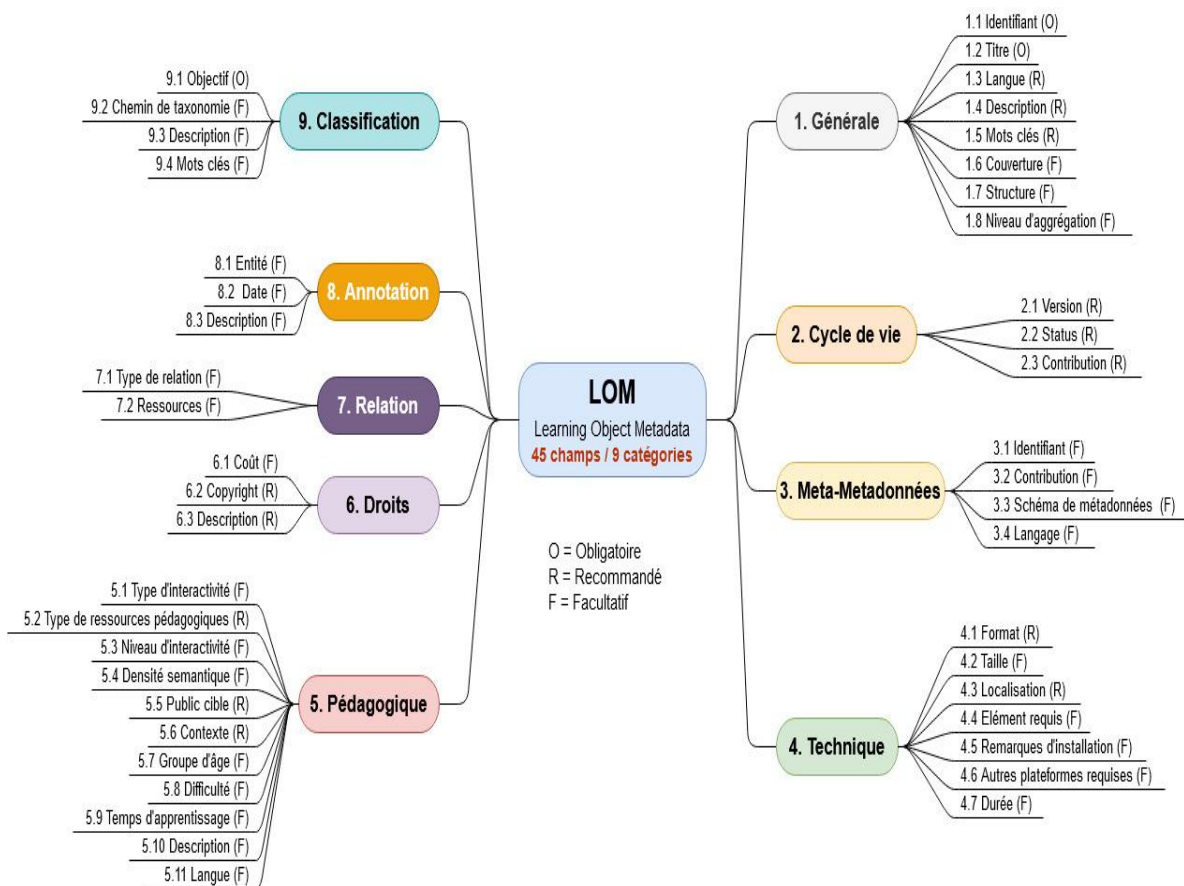 LOM
Learning Object Metadata
45 champs / 9 catégories
O = Obligatoire
R = Recommandé
F = Facultatif
1. Générale
1.1 Identifiant (O)
1.2 Titre (O)
1.3 Langue (R)
1.4 Description (R)
1.5 Mots clés (R)
1.6 Couverture (F)
1.7 Structure (F)
1.8 Niveau d'aggrégation (F)
2. Cycle de vie
2.1 Version (R)
2.2 Status (R)
2.3 Contribution (R)
3. Meta-Metadonnées
3.1 Identifiant (F)
3.2 Contribution (F)
3.3 Schéma de métadonnées (F)
3.4 Langage (F)
4. Technique
4.1 Format (R)
4.2 Taille (F)
4.3 Localisation (R)
4.4 Elément requis (F)
4.5 Remarques d'installation (F)
4.6 Autres plateformes requises (F)
4.7 Durée (F)
5. Pédagogique
5.1 Type d'interactivité (F)
5.2 Type de ressources pédagogiques (R)
5.3 Niveau d'interactivité (F)
5.4 Densité semantique (F)
5.5 Public cible (R)
5.6 Contexte (R)
5.7 Groupe d'âge (F)
5.8 Difficulté (F)
5.9 Temps d'apprentissage (F)
5.10 Description (F)
5.11 Langue (F)
6. Droits
6.1 Coût (F)
6.2 Copyright (R)
6.3 Description (R)
7. Relation
7.1 Type de relation (F)
7.2 Ressources (F)
8. Annotation
8.1 Entité (F)
8.2 Date (F)
8.3 Description (F)
9. Classification
9.1 Objectif (O)
9.2 Chemin de taxonomie (F)
9.3 Description (F)
9.4 Mots clés (F)